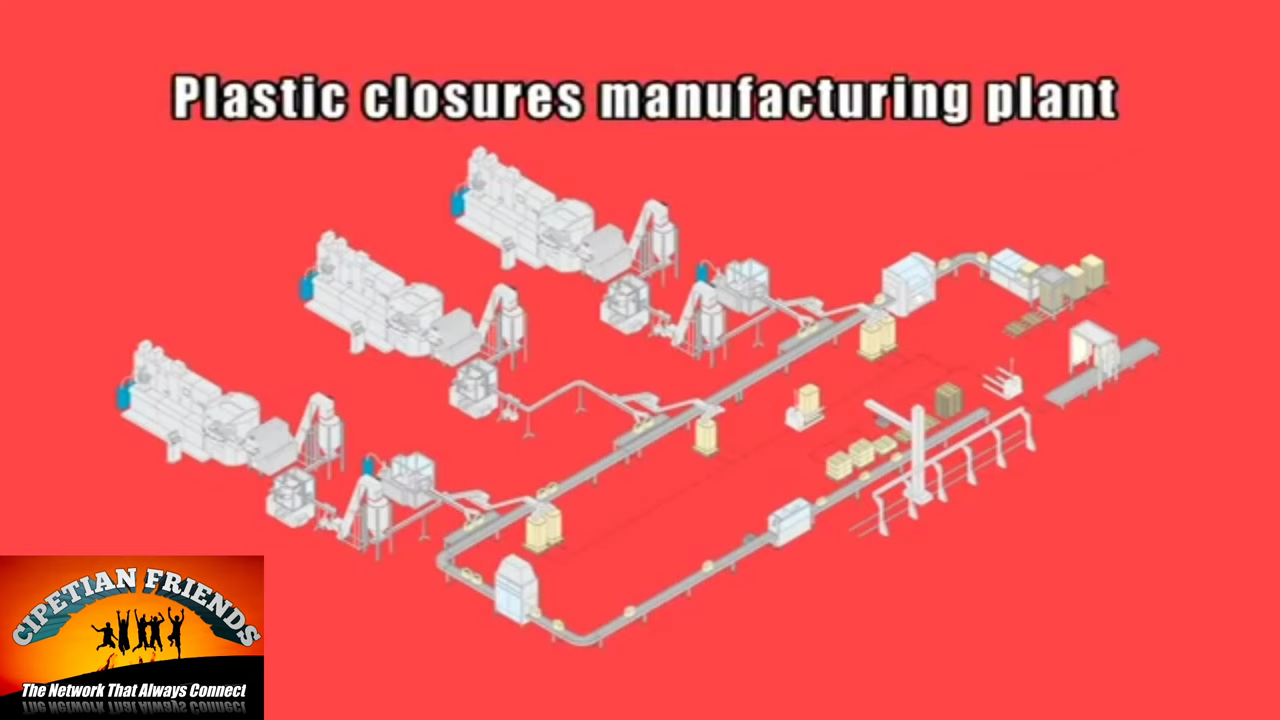 Plastic closures manufacturing plant
CIPETIAN FRIENDS
The Network That Always Connect